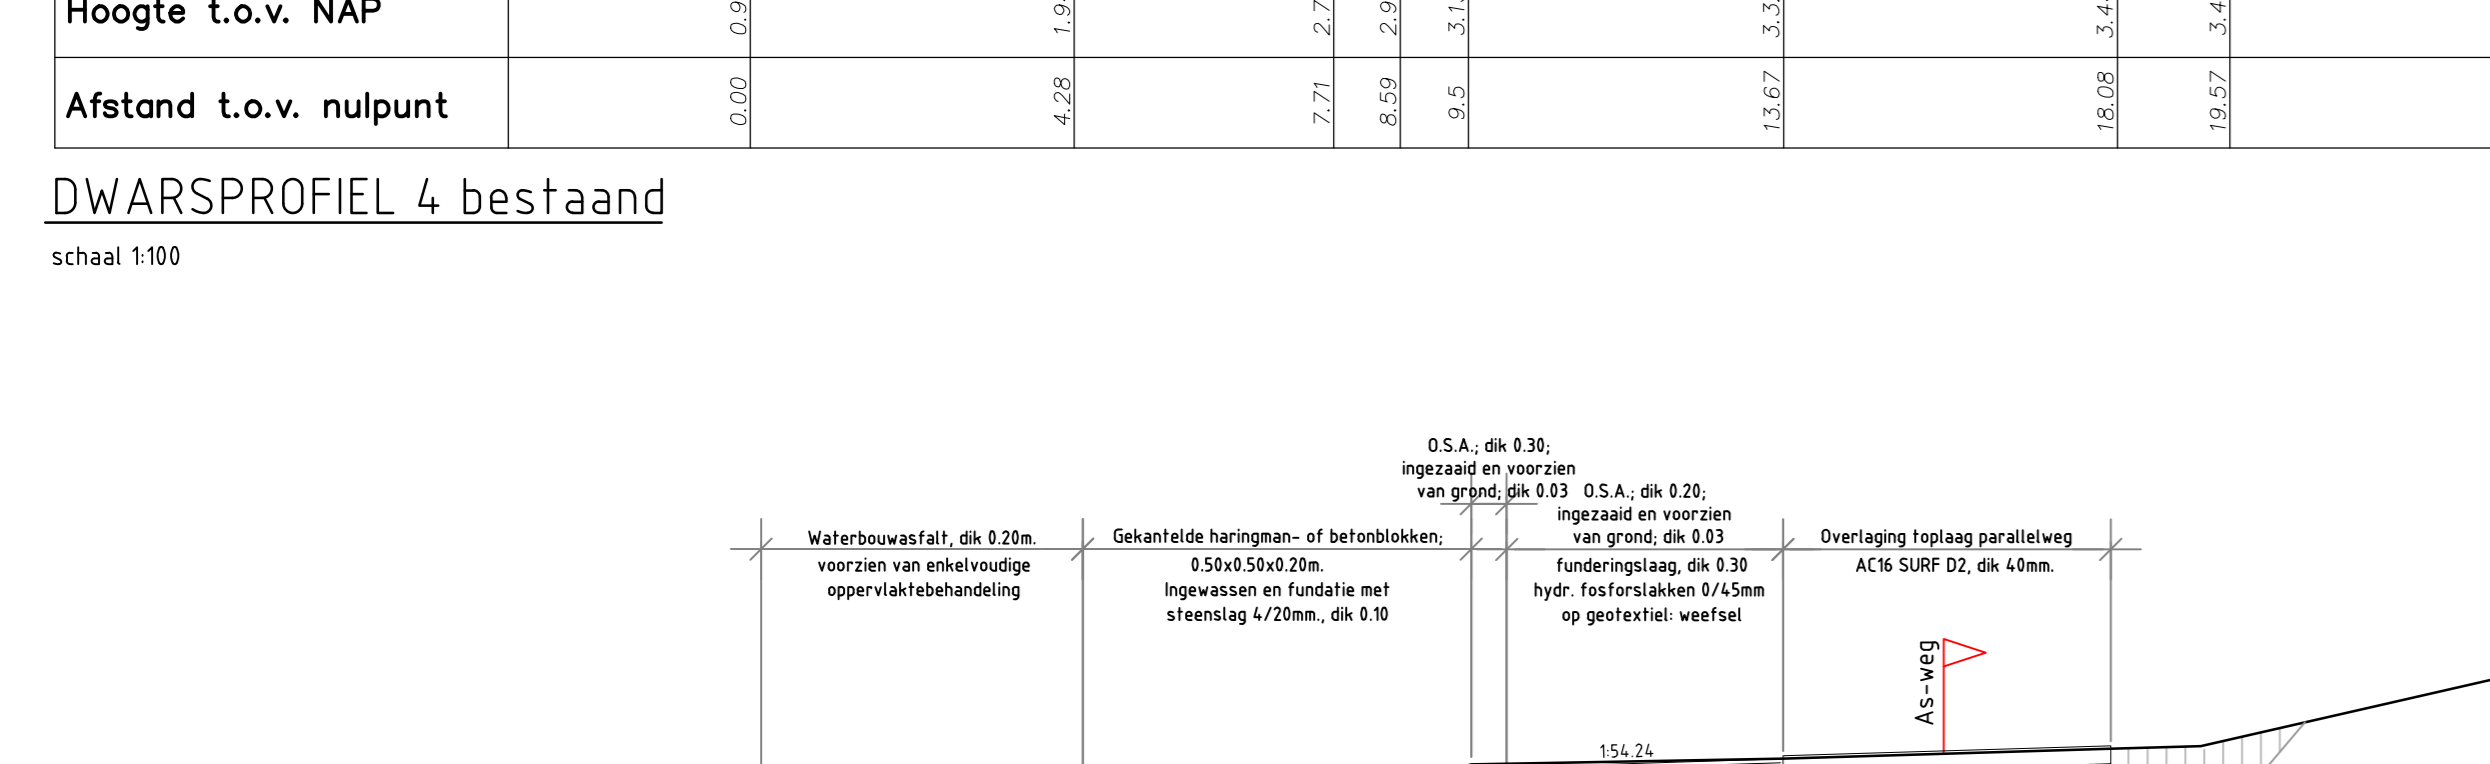 Hoogte t.o.v. NAP
Afstand t.o.v. nulpunt 0.00 4.28 7.71 8.59 9.5 13.67 18.08 19.57
DWARSPROFIEL 4 bestaand
schaal 1:100
O.S.A.; dik 0.30;
ingezaaid en voorzien
van grond; dik 0.03
O.S.A.; dik 0.20;
ingezaaid en voorzien
van grond; dik 0.03
funderingslaag, dik 0.30
hydr. fosforslakken 0/45mm
op geotextiel: weefsel
Waterbouwasfalt, dik 0.20m.
voorzien van enkelvoudige
oppervlaktebehandeling
Gekantelde haringman- of betonblokken;
0.50x0.50x0.20m.
Ingewassen en fundatie met
steenslag 4/20mm., dik 0.10
Overlaging toplaag parallelweg
AC16 SURF D2, dik 40mm.
As-weg
1:54.24